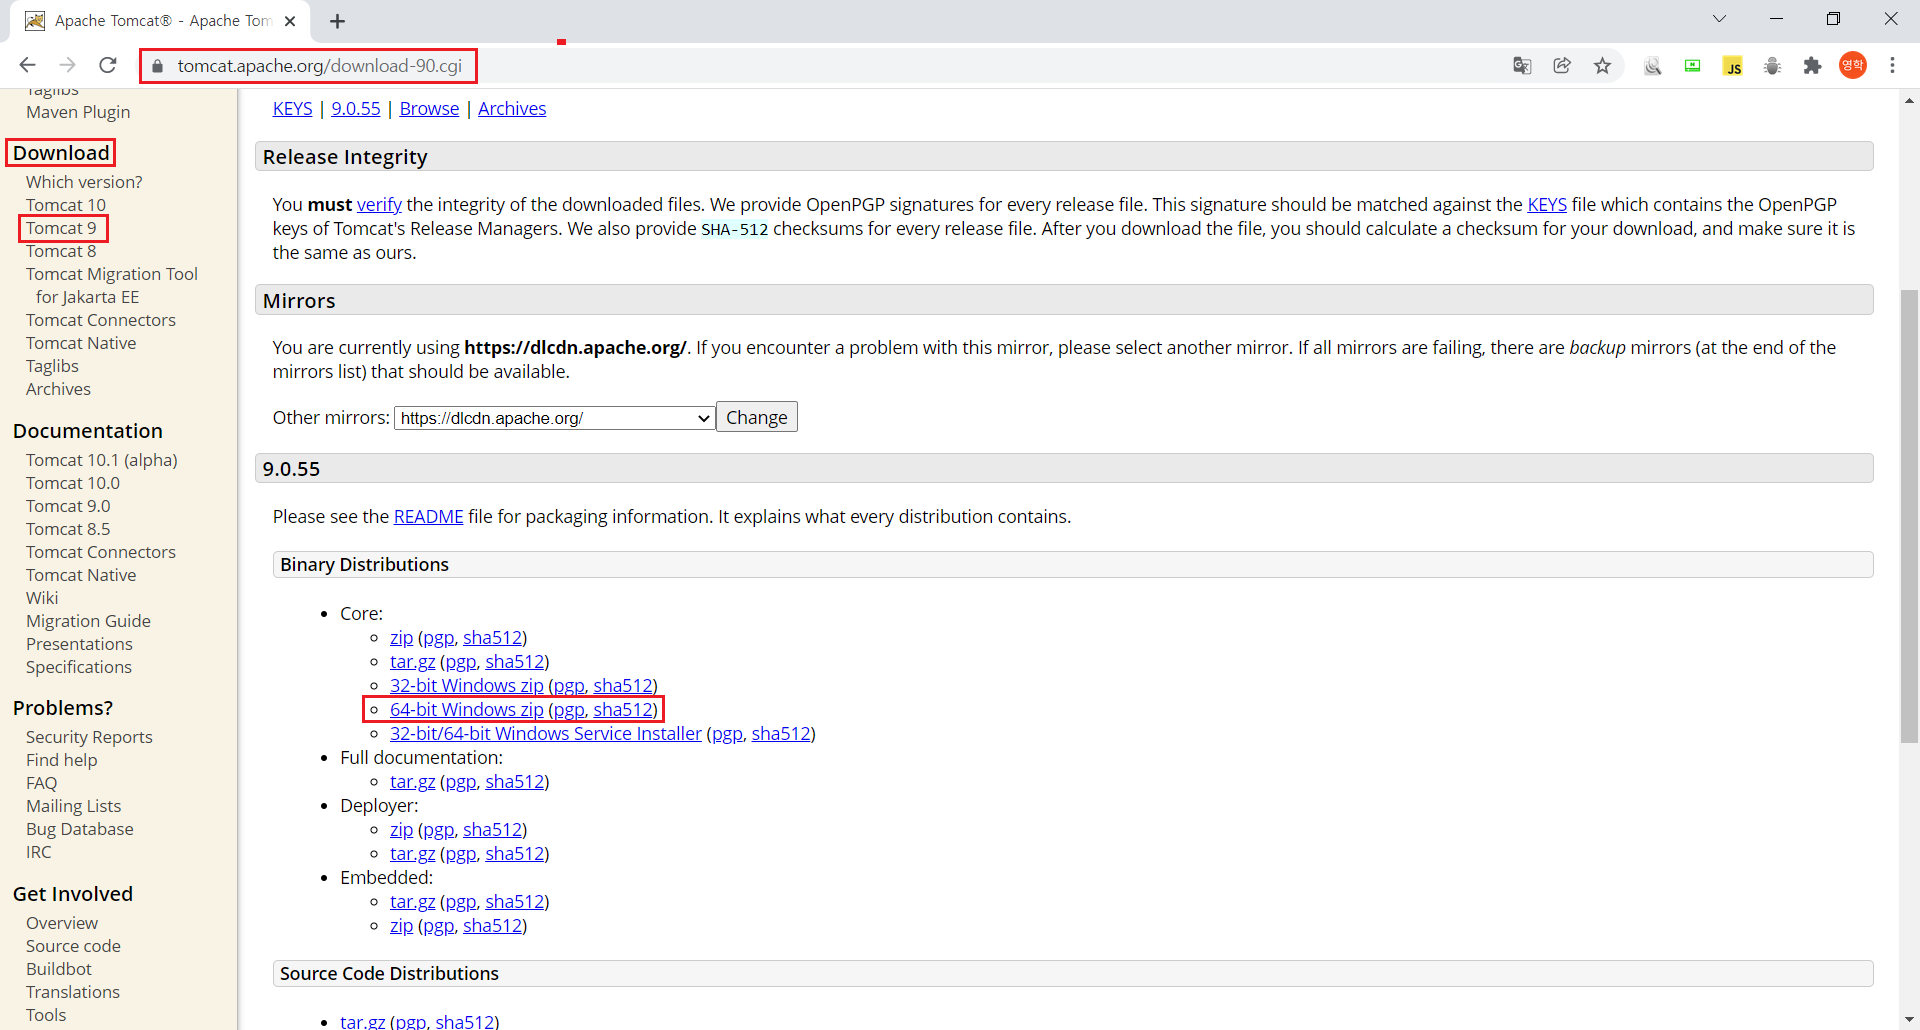 Apache Tomcat® - Apache Tom
tomcat.apache.org/download-90.cgi
JS
영학
Taglibs
Maven Plugin
Download
Which version?
Tomcat 10
Tomcat 9
Tomcat 8
Tomcat Migration Tool
for Jakarta EE
Tomcat Connectors
Tomcat Native
Taglibs
Archives
Documentation
Tomcat 10.1 (alpha)
Tomcat 10.0
Tomcat 9.0
Tomcat 8.5
Tomcat Connectors
Tomcat Native
Wiki
Migration Guide
Presentations
Specifications
Problems?
Security Reports
Find help
FAQ
Mailing Lists
Bug Database
IRC
Get Involved
Overview
Source code
Buildbot
Translations
Tools
KEYS | 9.0.55 | Browse | Archives
Release Integrity
You must verify the integrity of the downloaded files. We provide OpenPGP signatures for every release file. This signature should be matched against the KEYS file which contains the OpenPGP
keys of Tomcat's Release Managers. We also provide SHA-512 checksums for every release file. After you download the file, you should calculate a checksum for your download, and make sure it is
the same as ours.
Mirrors
You are currently using https://dlcdn.apache.org/. If you encounter a problem with this mirror, please select another mirror. If all mirrors are failing, there are backup mirrors (at the end of the
mirrors list) that should be available.
Other mirrors: https://dlcdn.apache.org/ Change
9.0.55
Please see the README file for packaging information. It explains what every distribution contains.
Binary Distributions
Core:
zip (pgp, sha512)
tar.gz (pgp, sha512)
32-bit Windows zip (pgp, sha512)
64-bit Windows zip (pgp, sha512)
32-bit/64-bit Windows Service Installer (pgp, sha512)
Full documentation:
tar.gz (pgp, sha512)
Deployer:
zip (pgp, sha512)
tar.gz (pgp, sha512)
Embedded:
tar.gz (pgp, sha512)
zip (pgp, sha512)
Source Code Distributions
tar.gz (pgp, sha512)